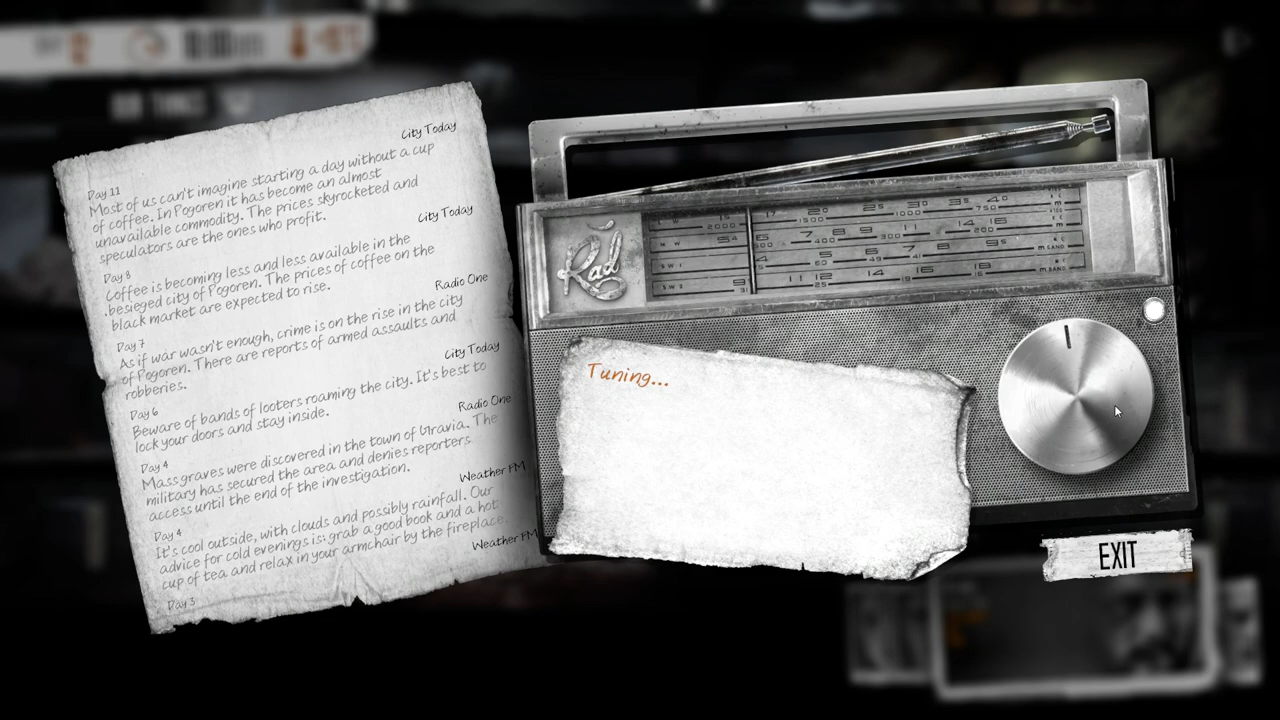 City Today
Day 11
Most of us can't imagine starting a day without a cup
of coffee. In Pogoren it has become an almost
unavailable commodity. The prices skyrocketed and
speculators are the ones who profit.
City Today
Day 8
Coffee is becoming less and less available in the
besieged city of Pogoren. The prices of coffee on the
black market are expected to rise.
Radio One
Day 7
As if war wasn't enough, crime is on the rise in the city
of Pogoren. There are reports of armed assaults and
robberies.
City Today
Day 6
Beware of bands of looters roaming the city. It's best to
lock your doors and stay inside.
Radio One
Day 4
Mass graves were discovered in the town of Gravia. The
military has secured the area and denies reporters
access until the end of the investigation.
Weather FM
Day 4
It's cool outside, with clouds and possibly rainfall. Our
advice for cold evenings is: grab a good book and a hot
cup of tea and relax in your armchair by the fireplace.
Weather FM
Day 3
Rad
Tuning...
EXIT